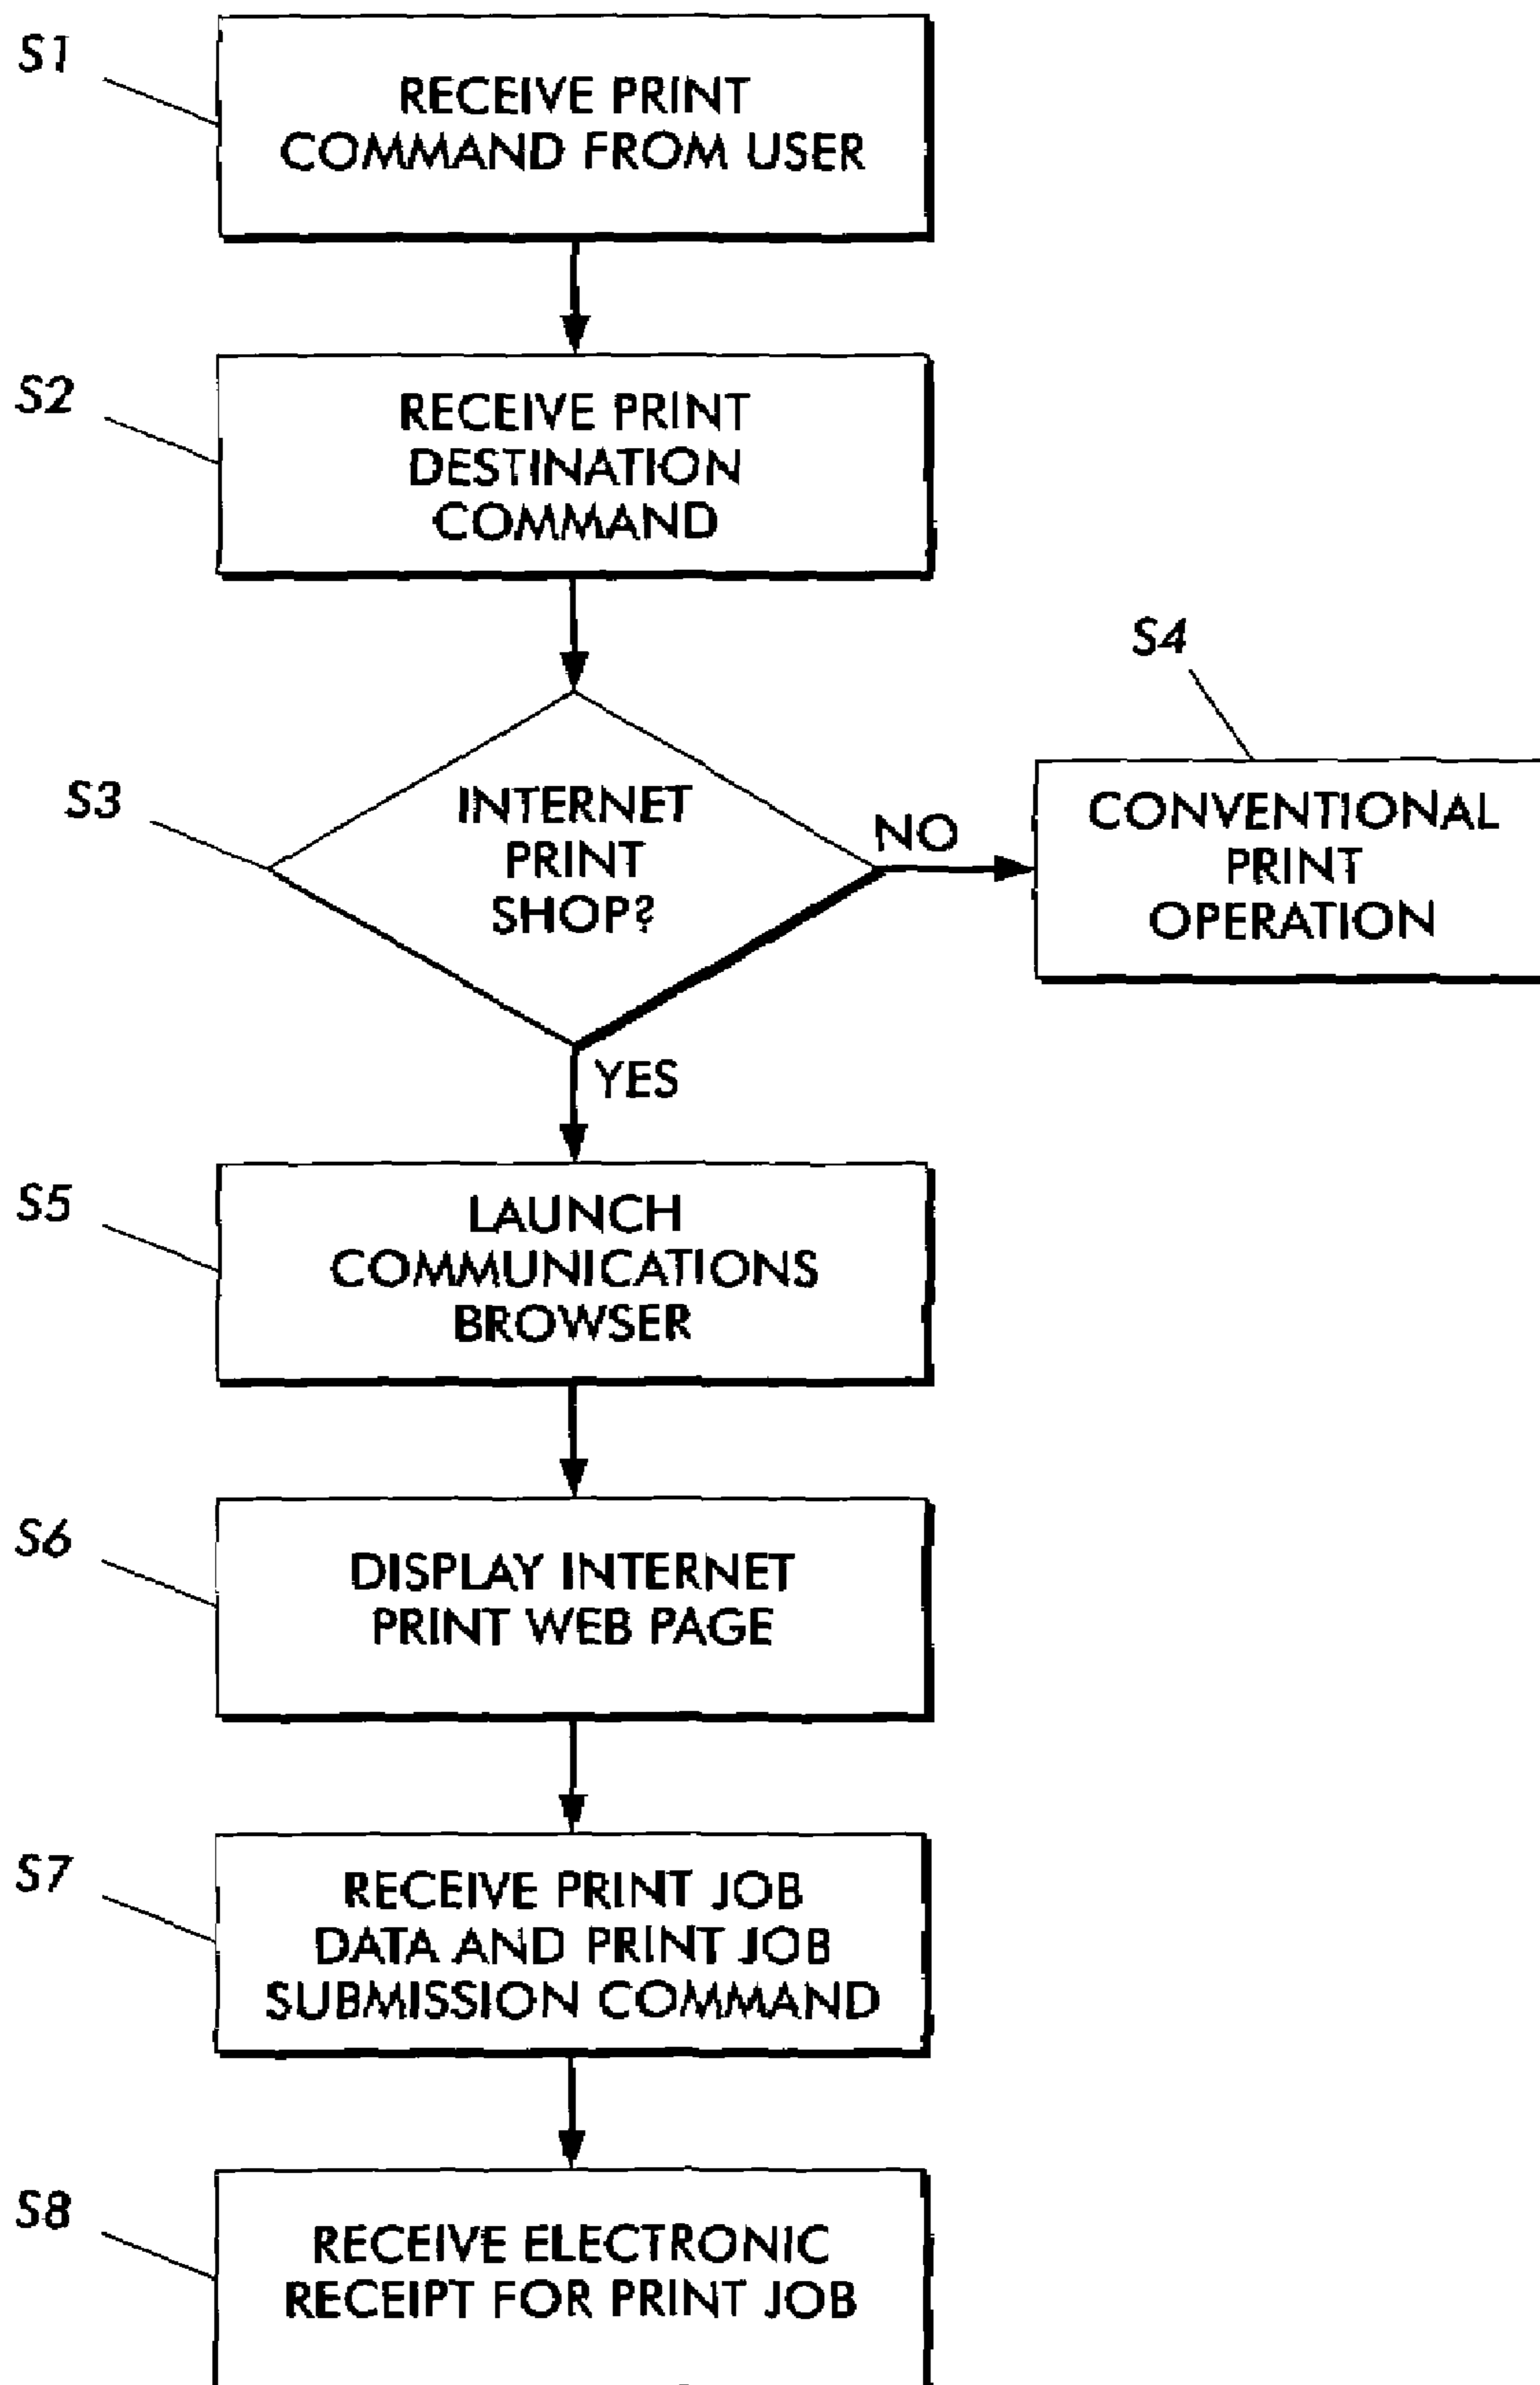 S1
RECEIVE PRINT
COMMAND FROM USER
S2
RECEIVE PRINT
DESTINATION
COMMAND
S3
INTERNET
PRINT
SHOP?
NO
S4
CONVENTIONAL
PRINT
OPERATION
YES
S5
LAUNCH
COMMUNICATIONS
BROWSER
S6
DISPLAY INTERNET
PRINT WEB PAGE
S7
RECEIVE PRINT JOB
DATA AND PRINT JOB
SUBMISSION COMMAND
S8
RECEIVE ELECTRONIC
RECEIPT FOR PRINT JOB